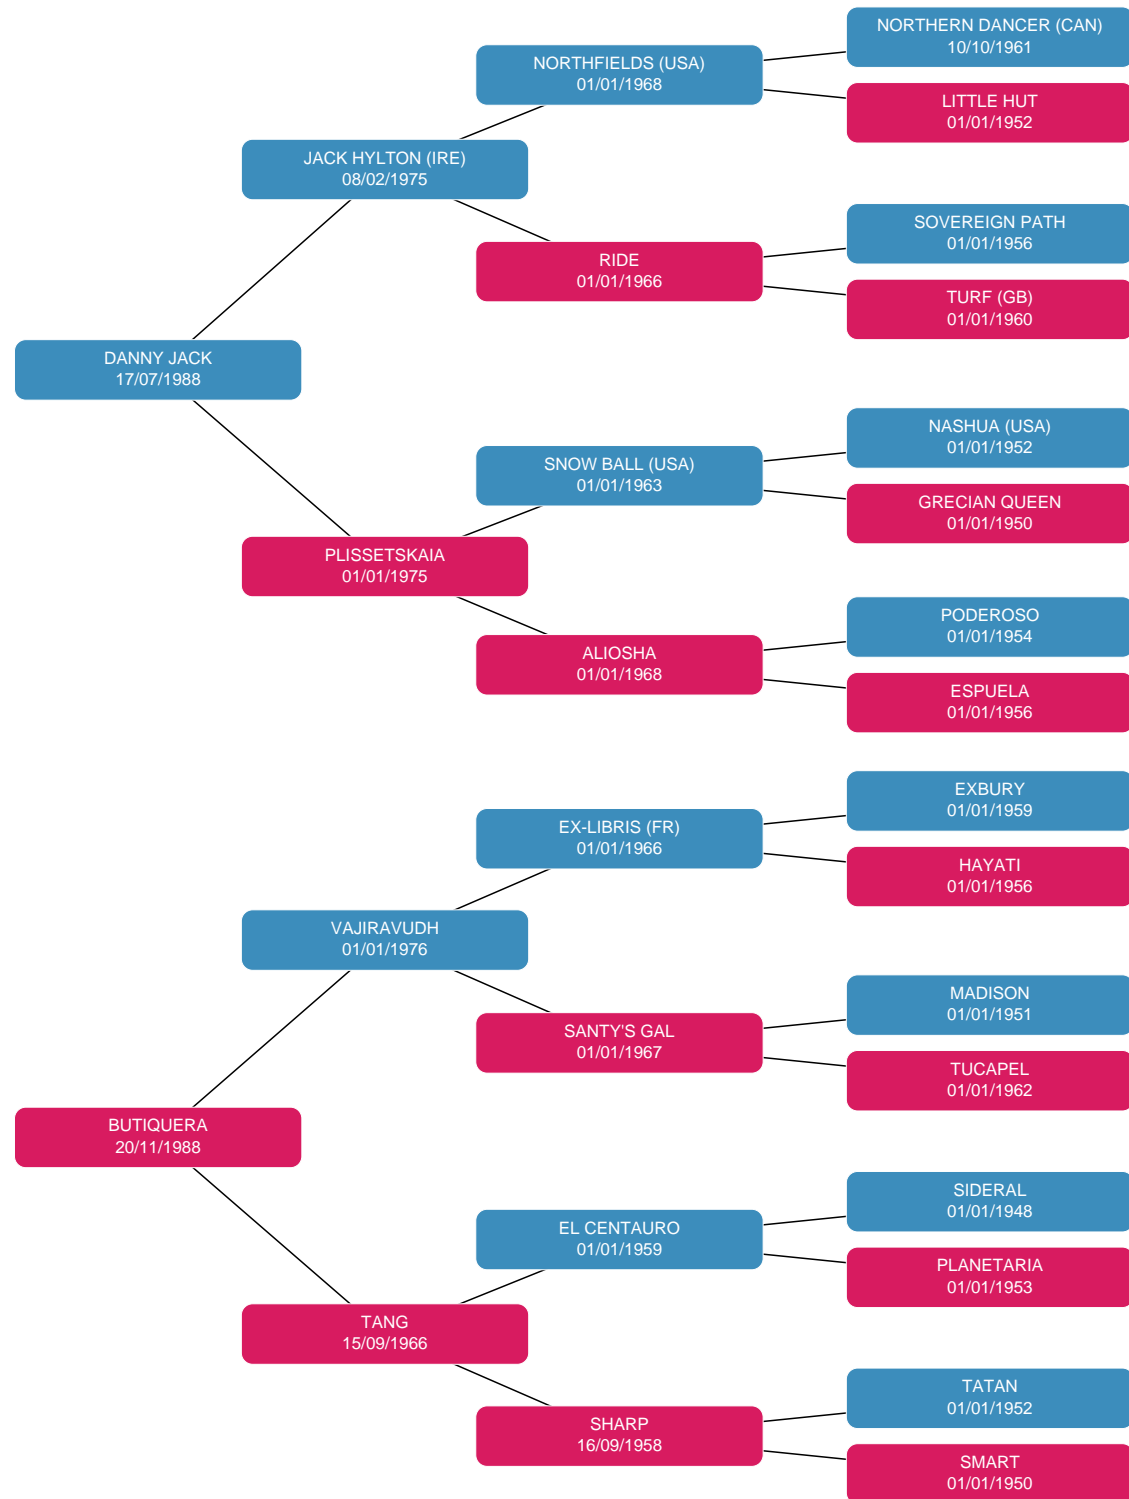 NORTHERN DANCER (CAN)
10/10/1961
NORTHFIELDS (USA)
01/01/1968
LITTLE HUT
01/01/1952
JACK HYLTON (IRE)
08/02/1975
SOVEREIGN PATH
01/01/1956
RIDE
01/01/1966
TURF (GB)
01/01/1960
DANNY JACK
17/07/1988
NASHUA (USA)
01/01/1952
SNOW BALL (USA)
01/01/1963
GRECIAN QUEEN
01/01/1950
PLISSETSKAIA
01/01/1975
PODEROSO
01/01/1954
ALIOSHA
01/01/1968
ESPUELA
01/01/1956
EXBURY
01/01/1959
EX-LIBRIS (FR)
01/01/1966
HAYATI
01/01/1956
VAJIRAVUDH
01/01/1976
MADISON
01/01/1951
SANTY'S GAL
01/01/1967
TUCAPEL
01/01/1962
BUTIQUERA
20/11/1988
SIDERAL
01/01/1948
EL CENTAURO
01/01/1959
PLANETARIA
01/01/1953
TANG
15/09/1966
TATAN
01/01/1952
SHARP
16/09/1958
SMART
01/01/1950